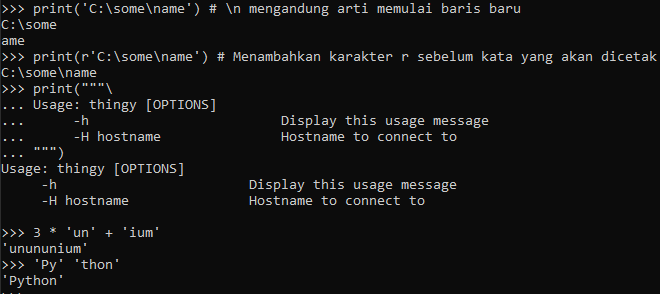 >>> print('C:\some\name') # \n mengandung arti memulai baris baru
C:\some
ame
>>> print(r'C:\some\name') # Menambahkan karakter r sebelum kata yang akan dicetak
C:\some\name
>>> print("""\
... Usage: thingy [OPTIONS]
...      -h                        Display this usage message
...      -H hostname               Hostname to connect to
... """)
Usage: thingy [OPTIONS]
     -h                        Display this usage message
     -H hostname               Hostname to connect to
>>> 3 * 'un' + 'ium'
'unununium'
>>> 'Py' 'thon'
'Python'
>>>